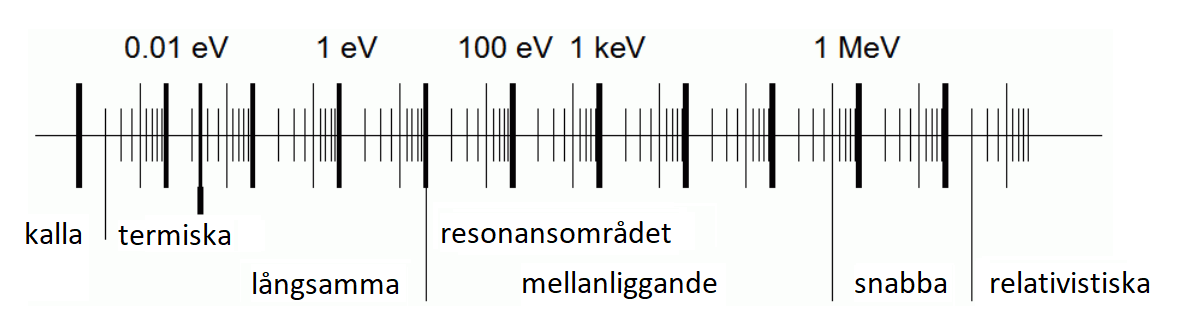 0.01 eV 1 eV 100 eV 1 keV 1 MeV
kalla termiska resonansområdet
långsamma mellanliggande snabba relativistiska